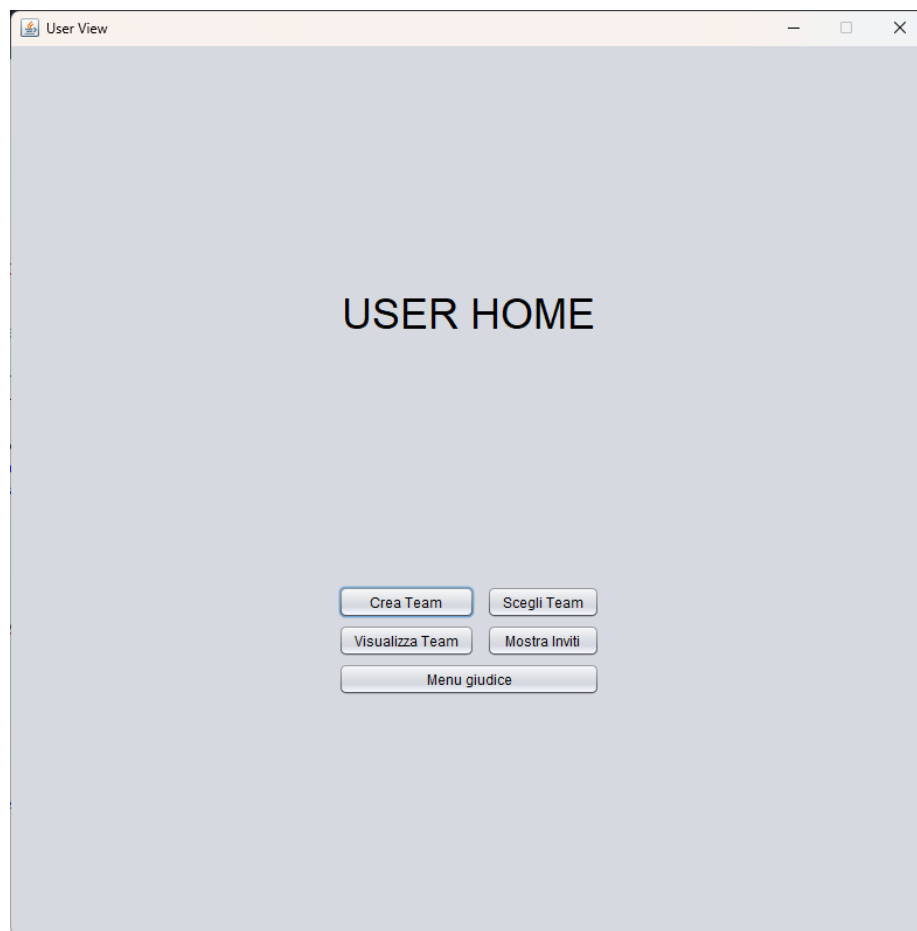 User View
USER HOME
Crea Team Scegli Team
Visualizza Team Mostra Inviti
Menu giudice